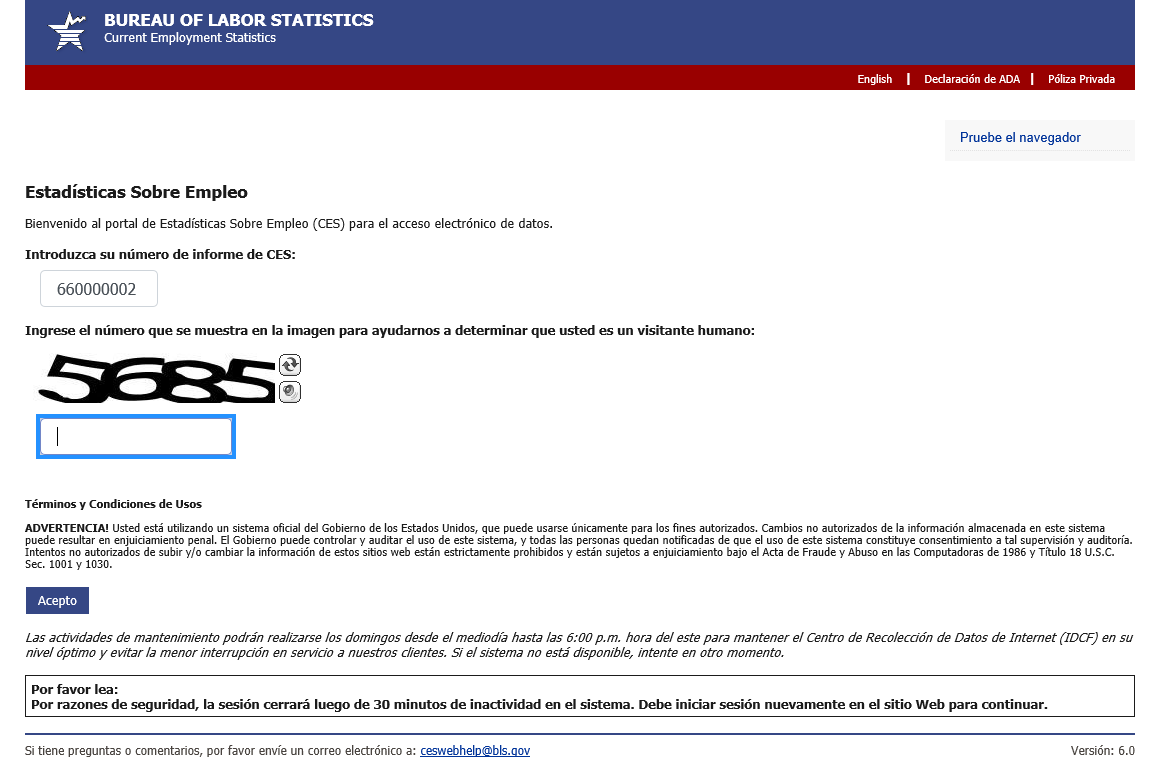 BUREAU OF LABOR STATISTICS
Current Employment Statistics
English | Declaración de ADA | Póliza Privada
Pruebe el navegador
Estadísticas Sobre Empleo
Bienvenido al portal de Estadísticas Sobre Empleo (CES) para el acceso electrónico de datos.
Introduzca su número de informe de CES:
660000002
Ingrese el número que se muestra en la imagen para ayudarnos a determinar que usted es un visitante humano:
5685
Términos y Condiciones de Usos
ADVERTENCIA! Usted está utilizando un sistema oficial del Gobierno de los Estados Unidos, que puede usarse únicamente para los fines autorizados. Cambios no autorizados de la información almacenada en este sistema
puede resultar en enjuiciamiento penal. El Gobierno puede controlar y auditar el uso de este sistema, y todas las personas quedan notificadas de que el uso de este sistema constituye consentimiento a tal supervisión y auditoría.
Intentos no autorizados de subir y/o cambiar la información de estos sitios web están estrictamente prohibidos y están sujetos a enjuiciamiento bajo el Acta de Fraude y Abuso en las Computadoras de 1986 y Título 18 U.S.C.
Sec. 1001 y 1030.
Acepto
Las actividades de mantenimiento podrán realizarse los domingos desde el mediodía hasta las 6:00 p.m. hora del este para mantener el Centro de Recolección de Datos de Internet (IDCF) en su
nivel óptimo y evitar la menor interrupción en servicio a nuestros clientes. Si el sistema no está disponible, intente en otro momento.
Por favor lea:
Por razones de seguridad, la sesión cerrará luego de 30 minutos de inactividad en el sistema. Debe iniciar sesión nuevamente en el sitio Web para continuar.
Si tiene preguntas o comentarios, por favor envíe un correo electrónico a: ceswebhelp@bls.gov
Versión: 6.0